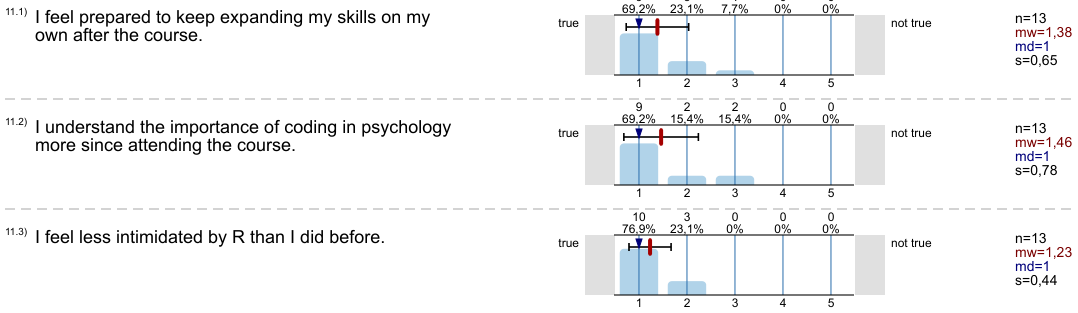 69,2% 23,1% 7,7% 0% 0%
11.1) I feel prepared to keep expanding my skills on my
own after the course.
true
not true
n=13
mw=1,38
md=1
s=0,65
1 2 3 4 5
9 2 2 0 0
69,2% 15,4% 15,4% 0% 0%
11.2) I understand the importance of coding in psychology
more since attending the course.
true
not true
n=13
mw=1,46
md=1
s=0,78
1 2 3 4 5
10 3 0 0 0
76,9% 23,1% 0% 0% 0%
11.3) I feel less intimidated by R than I did before.
true
not true
n=13
mw=1,23
md=1
s=0,44
1 2 3 4 5